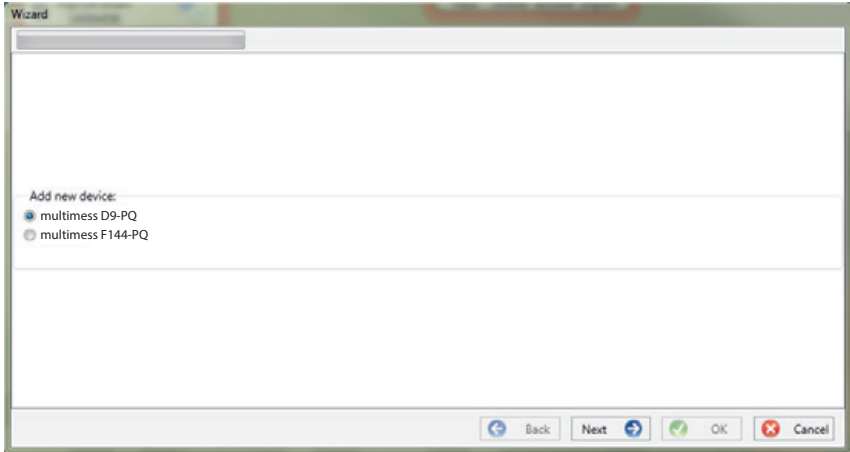 Wizard
Add new device:
multimess D9-PQ
multimess F144-PQ
Back Next OK Cancel